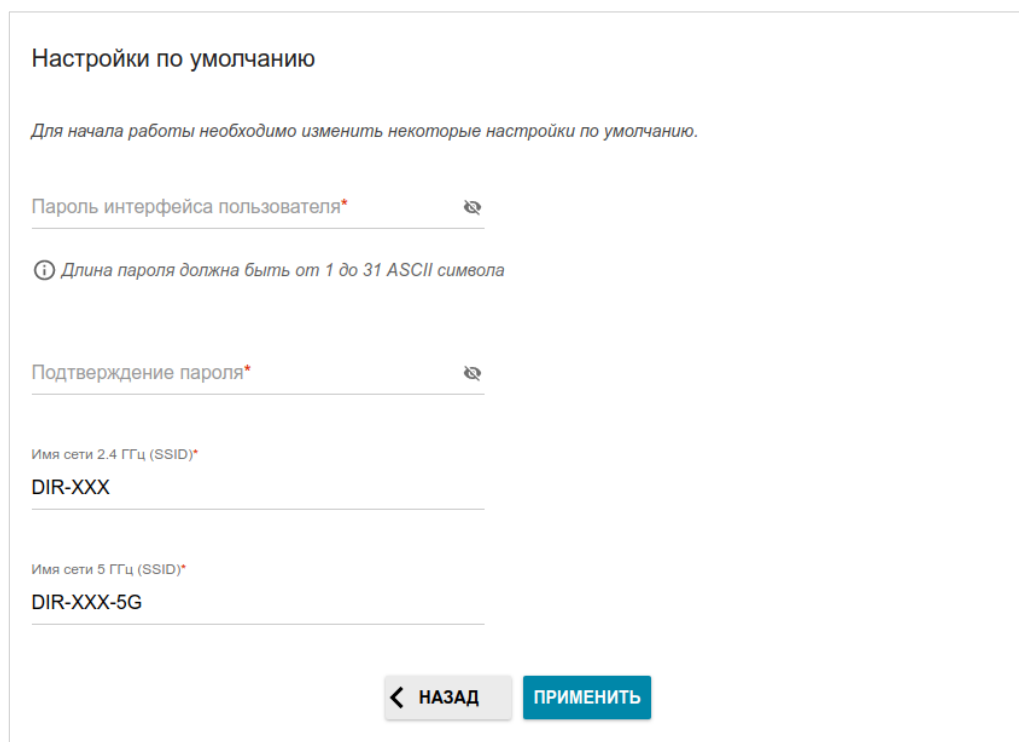 Настройки по умолчанию
Для начала работы необходимо изменить некоторые настройки по умолчанию.
Пароль интерфейса пользователя*
Длина пароля должна быть от 1 до 31 ASCII символа
Подтверждение пароля*
Имя сети 2.4 ГГц (SSID)*
DIR-XXX
Имя сети 5 ГГц (SSID)*
DIR-XXX-5G
НАЗАД ПРИМЕНИТЬ